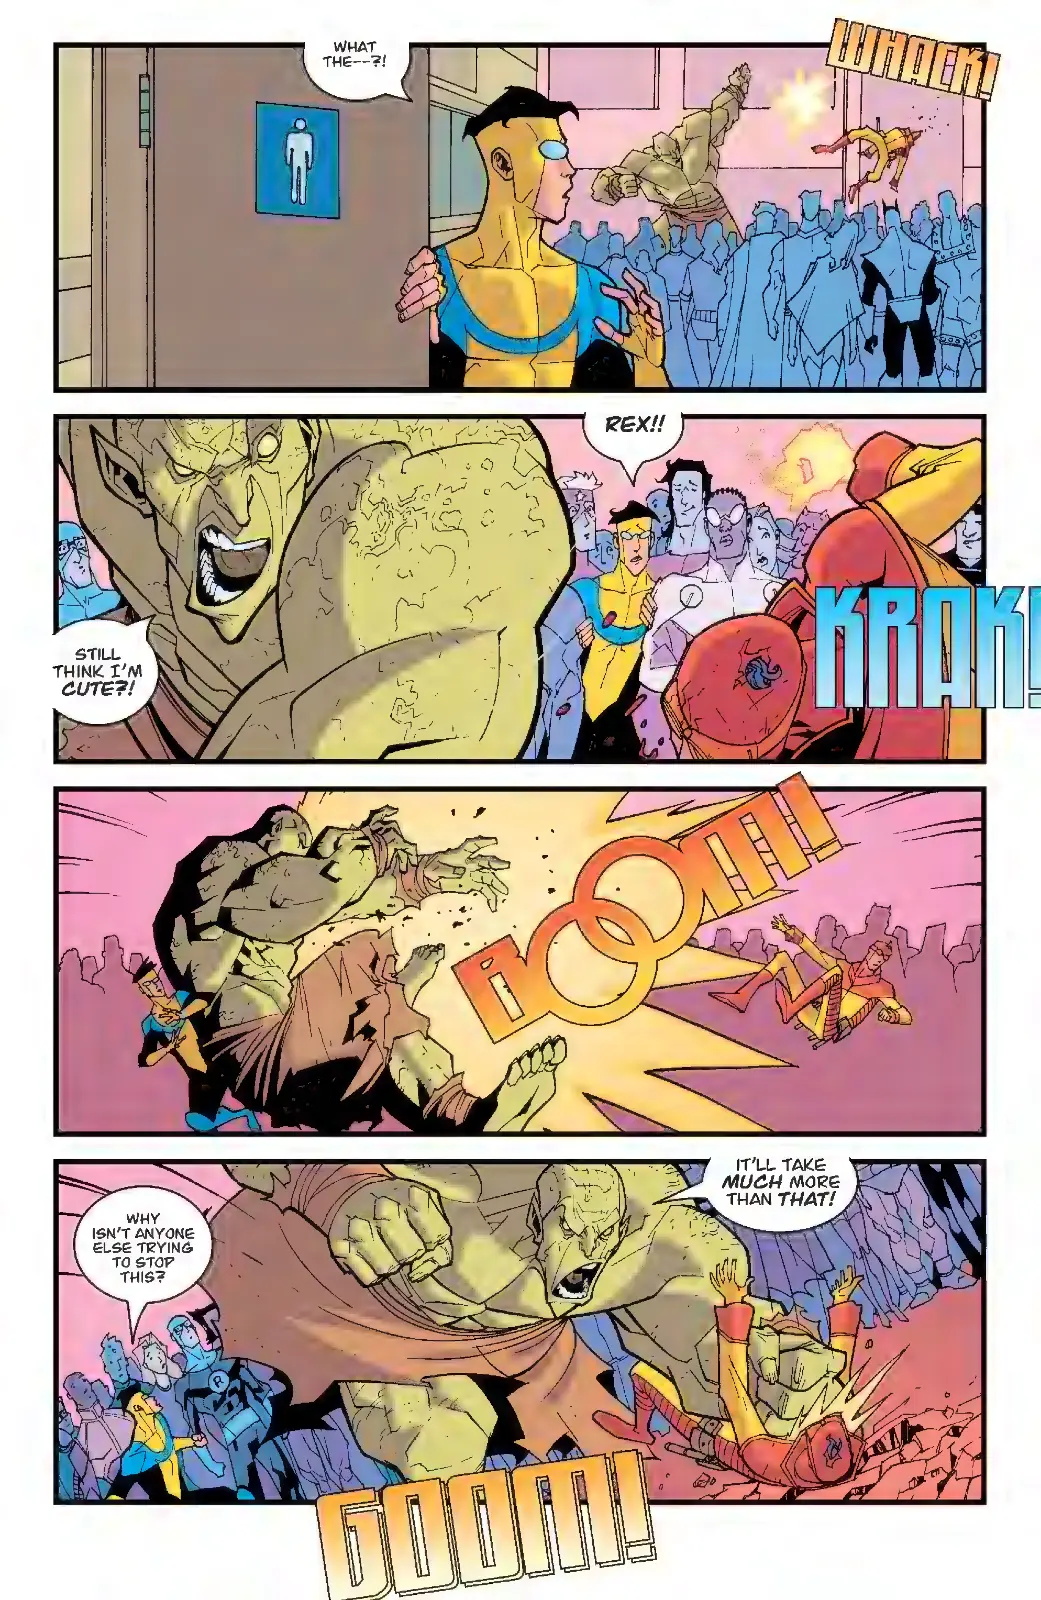 WHAT
THE--?!
WHACK!
REX!!
STILL
THINK I'M
CUTE?!
KRAK!
BOOM!
WHY
ISN'T ANYONE
ELSE TRYING
TO STOP
THIS?
IT'LL TAKE
MUCH MORE
THAN THAT!
R
GOOM!